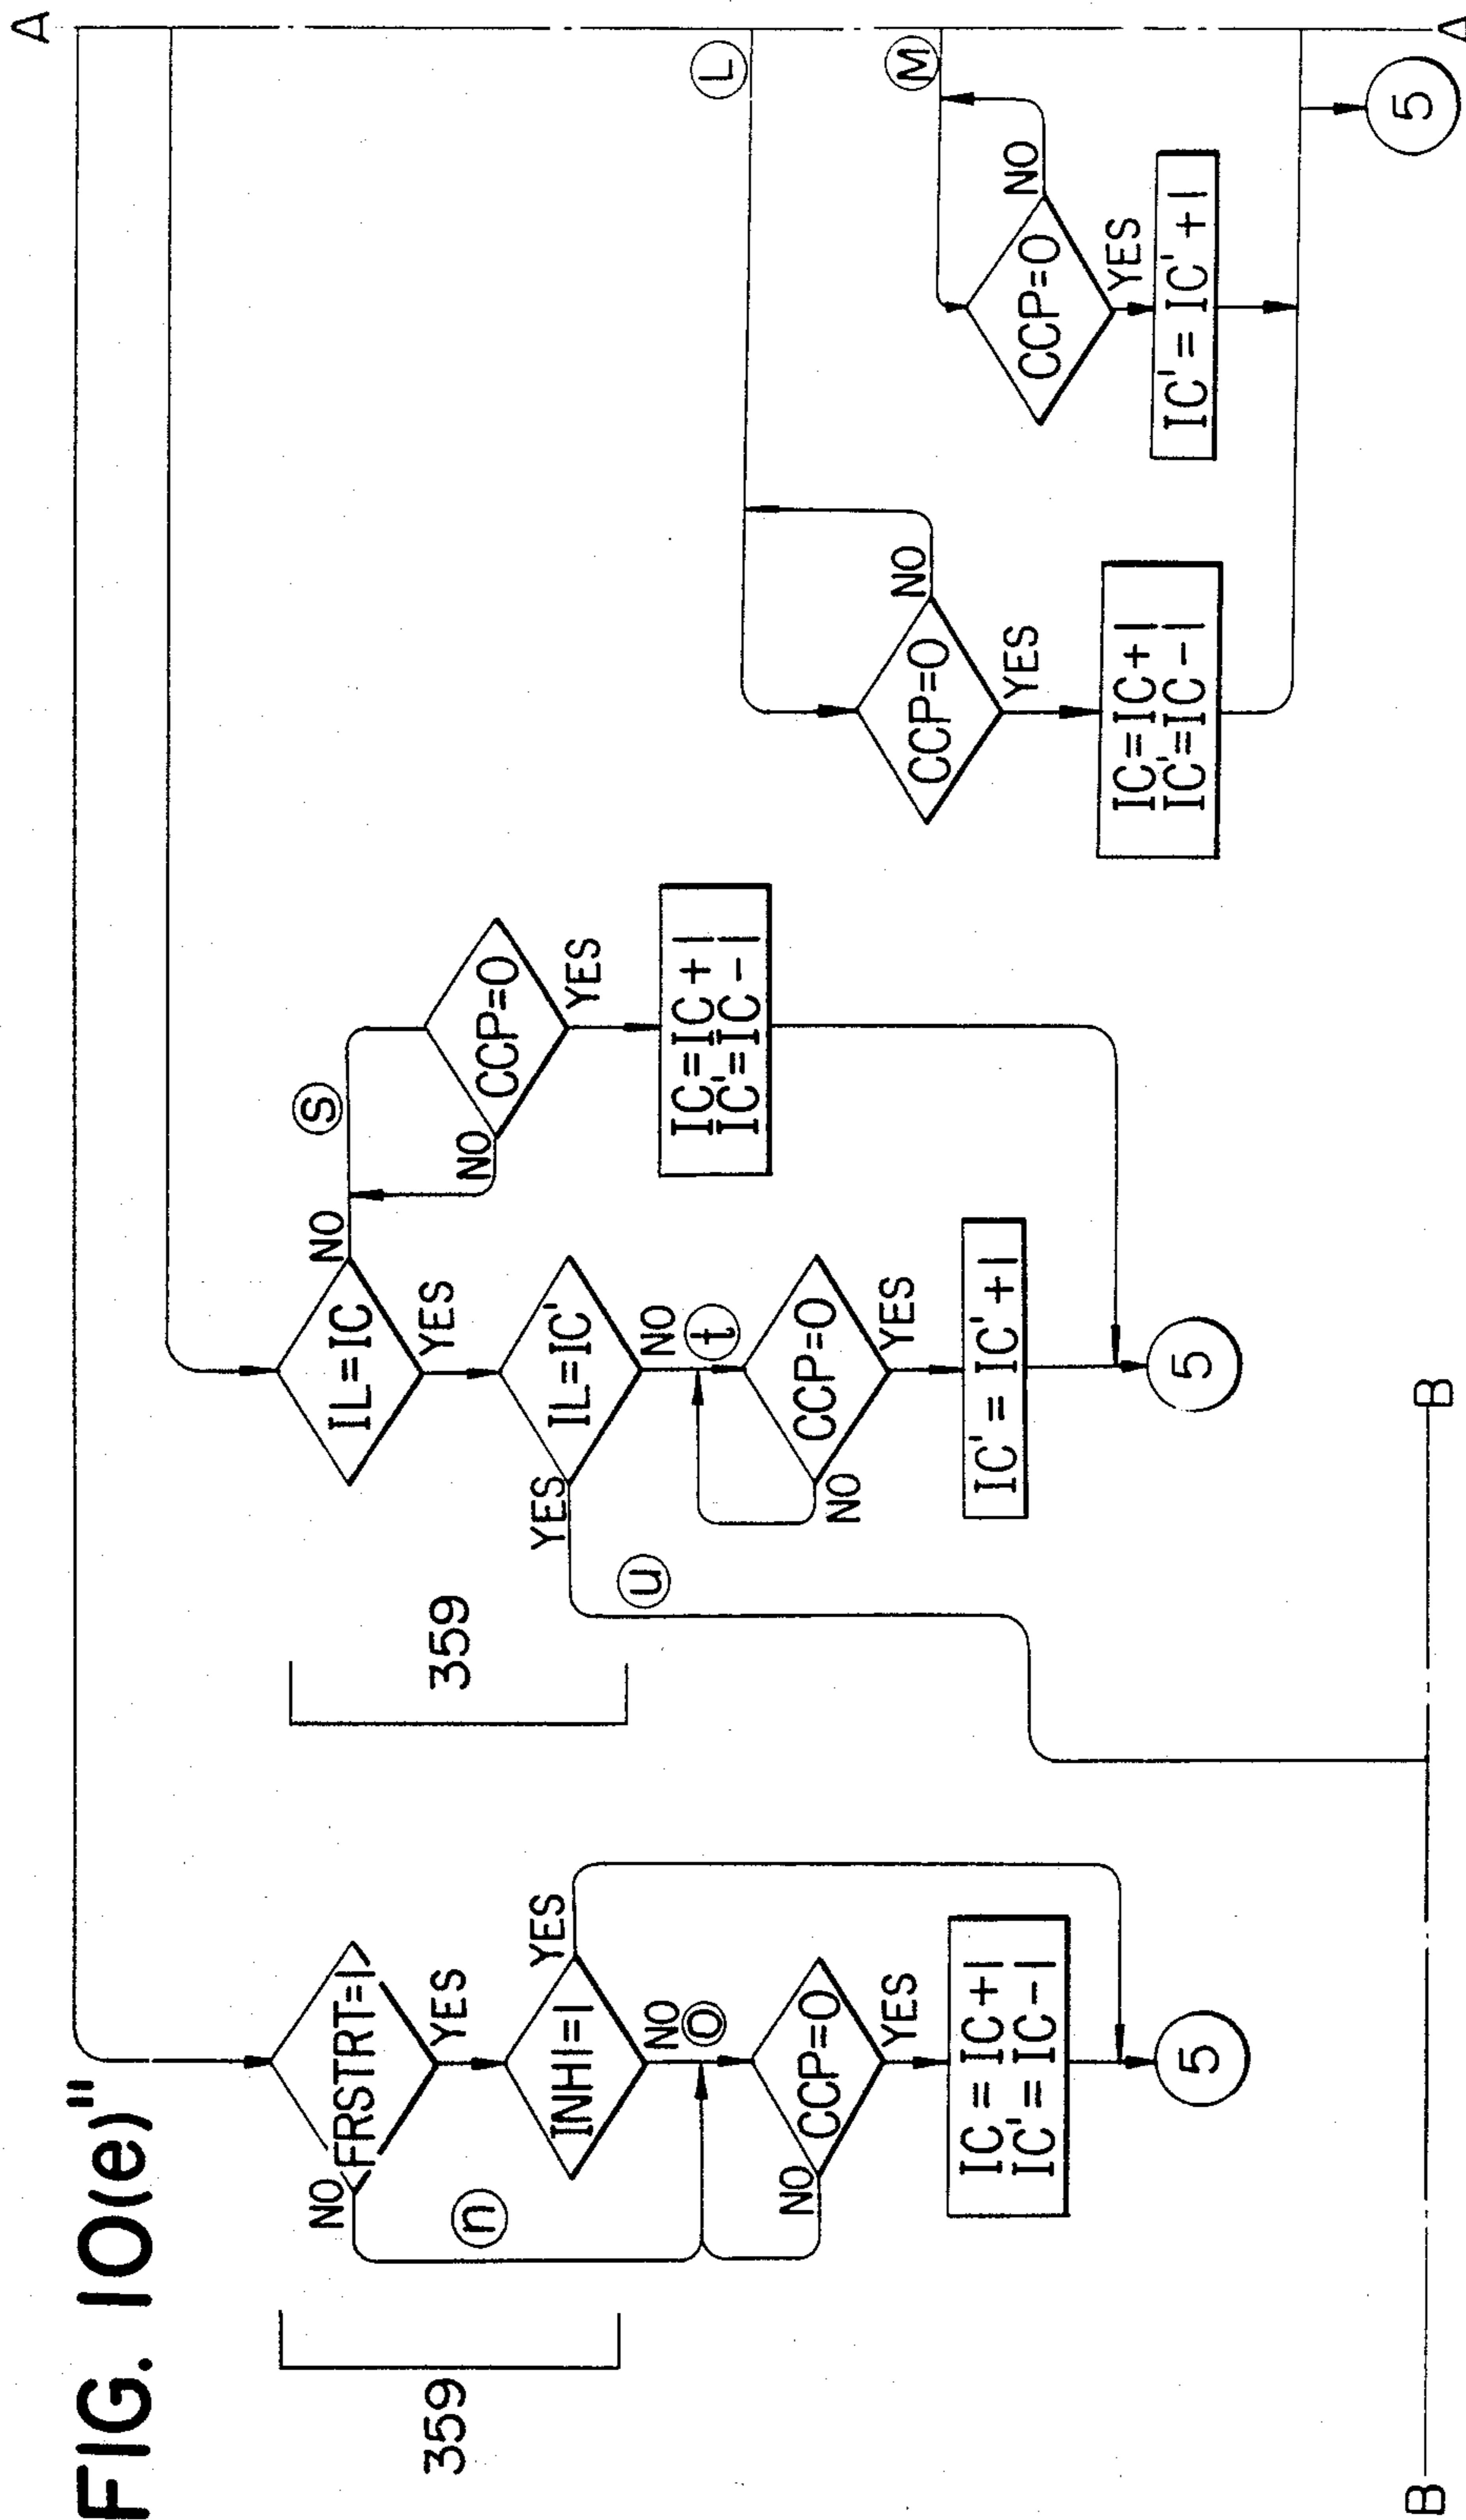 FIG. 10(e)"
A
359
FRSTRT=1
NO
YES
n
INH=1
YES
NO
O
CCP=0
NO
YES
IC = IC+1
IC' = IC-1
5
359
IL=IC
NO
YES
S
CCP=0
NO
YES
IC=IC+1
IC'=IC-1
IL=IC'
YES
NO
u
t
CCP=0
NO
YES
IC' = IC'+1
5
L
CCP=0
NO
YES
IC=IC+1
IC'=IC-1
M
CCP=0
NO
YES
IC' = IC'+1
5
A
B
B